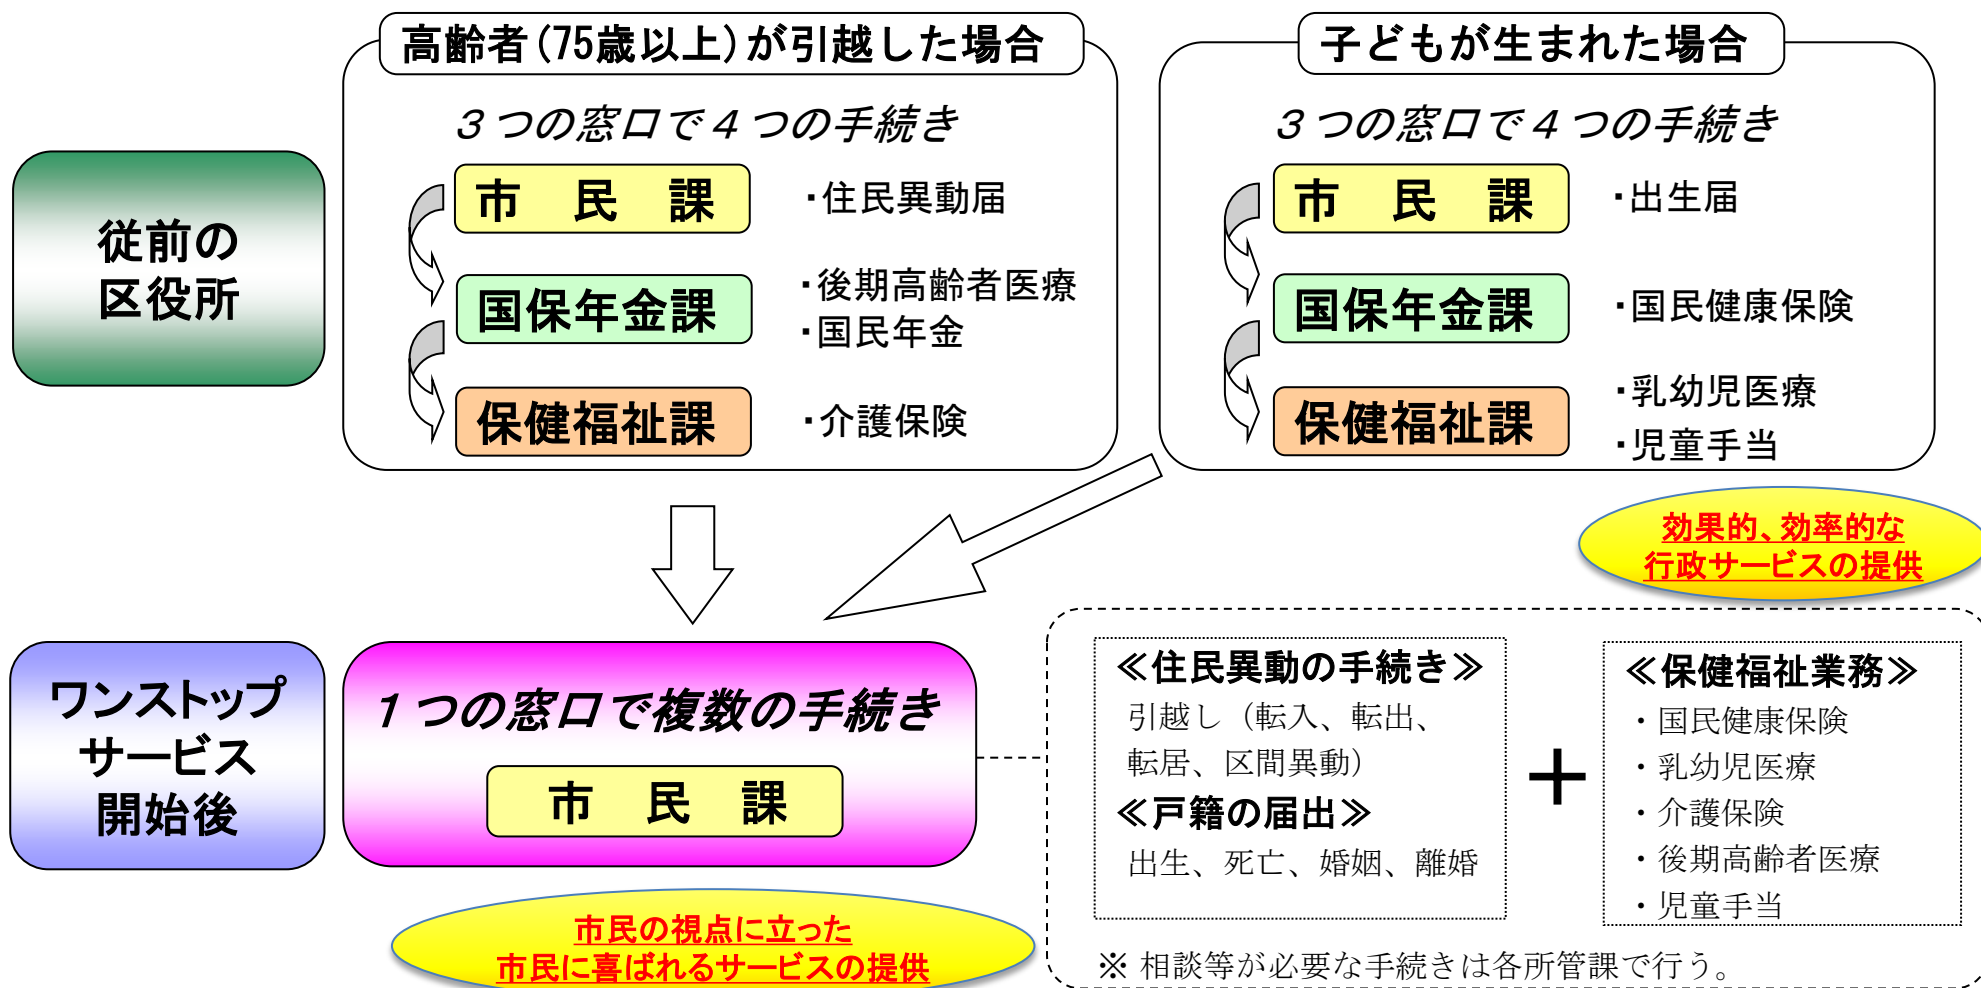 高齢者(75歳以上)が引越した場合
3つの窓口で4つの手続き
市 民 課
・住民異動届
国保年金課
・後期高齢者医療
・国民年金
保健福祉課
・介護保険
子どもが生まれた場合
3つの窓口で4つの手続き
市 民 課
・出生届
国保年金課
・国民健康保険
保健福祉課
・乳幼児医療
・児童手当
従前の
区役所
効果的、効率的な
行政サービスの提供
ワンストップ
サービス
開始後
1つの窓口で複数の手続き
市 民 課
市民の視点に立った
市民に喜ばれるサービスの提供
≪住民異動の手続き≫
引越し（転入、転出、
転居、区間異動）
≪戸籍の届出≫
出生、死亡、婚姻、離婚
＋
≪保健福祉業務≫
・国民健康保険
・乳幼児医療
・介護保険
・後期高齢者医療
・児童手当
※ 相談等が必要な手続きは各所管課で行う。